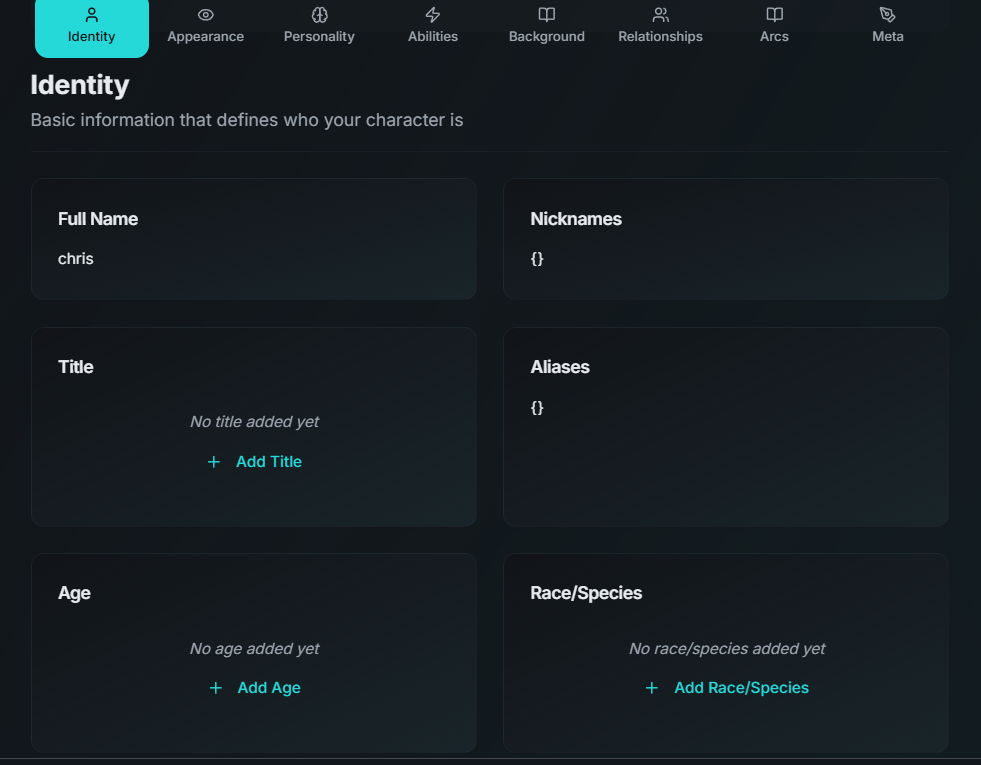 Identity
Appearance
Personality
Abilities
Background
Relationships
Arcs
Meta
Identity
Basic information that defines who your character is
Full Name
chris
Nicknames
{}
Title
No title added yet
+ Add Title
Aliases
{}
Age
No age added yet
+ Add Age
Race/Species
No race/species added yet
+ Add Race/Species